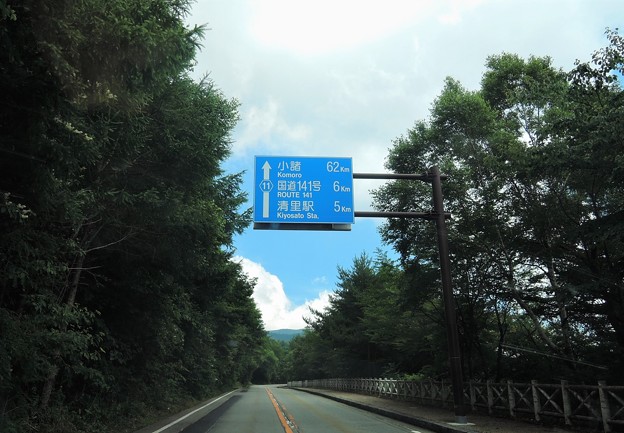 小諸 62Km
Komoro
11
国道141号 6Km
ROUTE 141
清里駅 5Km
Kiyosato Sta.